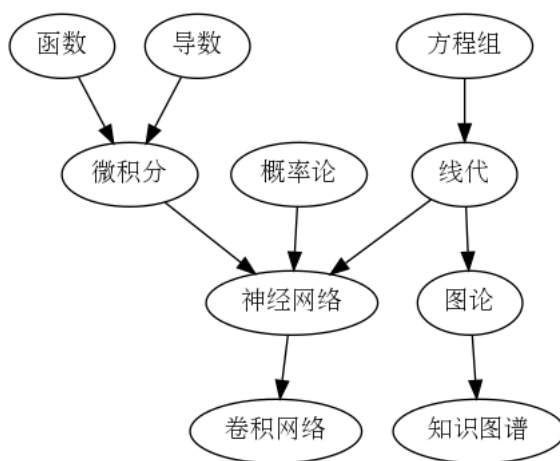 函数
导数
方程组
微积分
概率论
线代
神经网络
图论
卷积网络
知识图谱